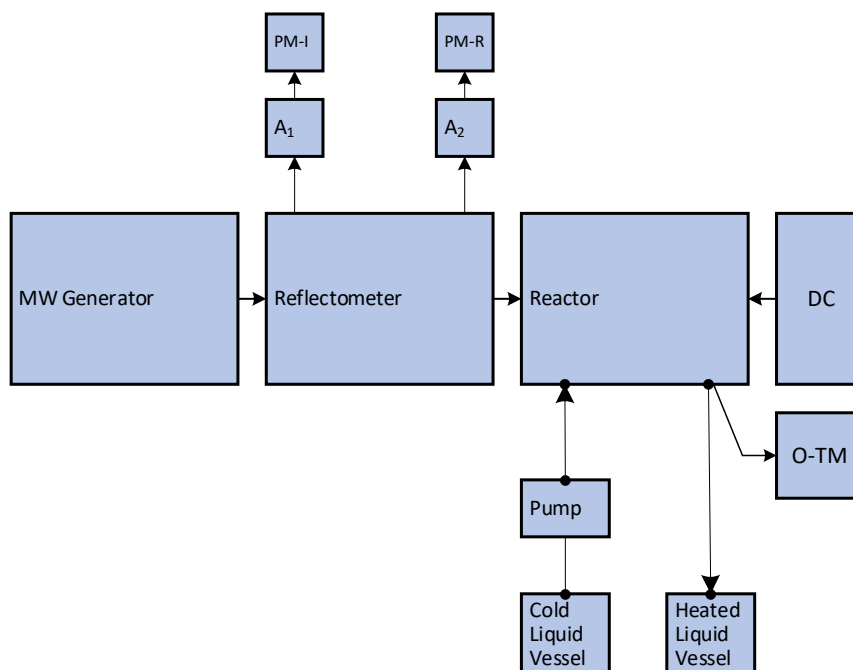 PM-I
PM-R
A₁
A₂
MW Generator
Reflectometer
Reactor
DC
O-TM
Pump
Cold
Liquid
Vessel
Heated
Liquid
Vessel